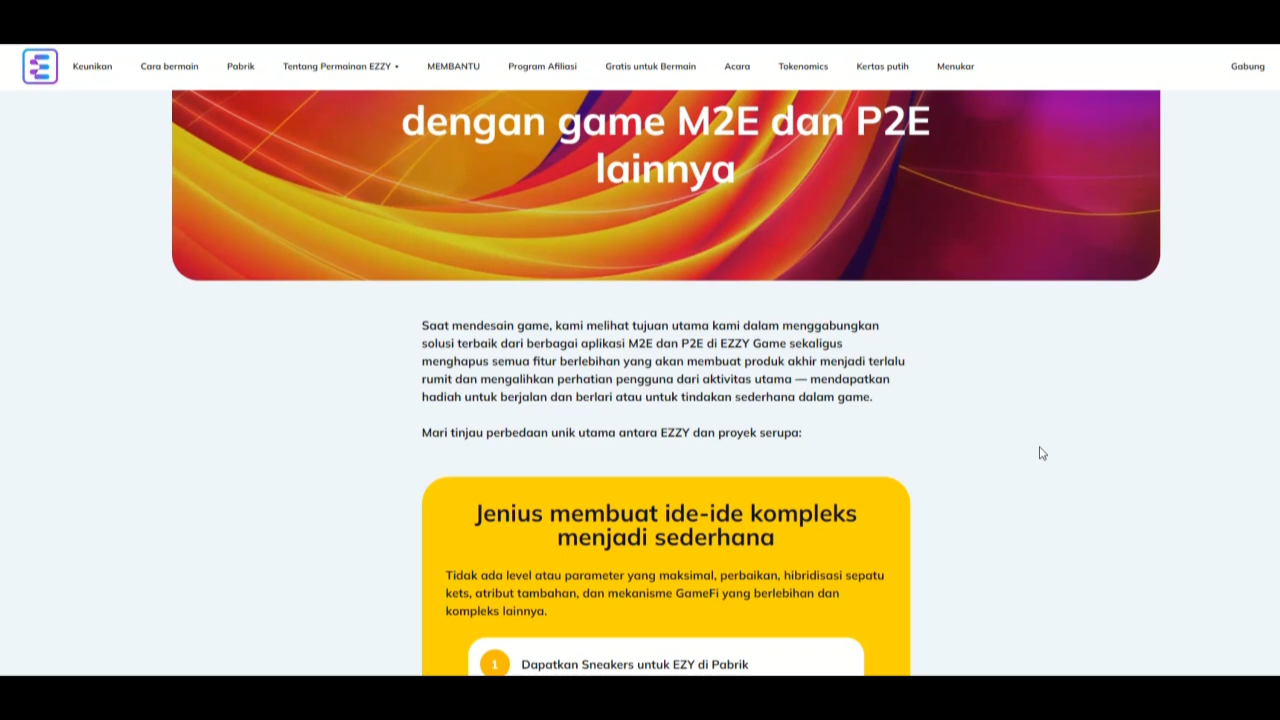 Keunikan Cara bermain Pabrik Tentang Permainan EZZY MEMBANTU Program Afiliasi Gratis untuk Bermain Acara Tokenomics Kertas putih Menukar Gabung
dengan game M2E dan P2E
lainnya
Saat mendesain game, kami melihat tujuan utama kami dalam menggabungkan
solusi terbaik dari berbagai aplikasi M2E dan P2E di EZZY Game sekaligus
menghapus semua fitur berlebihan yang akan membuat produk akhir menjadi terlalu
rumit dan mengalihkan perhatian pengguna dari aktivitas utama — mendapatkan
hadiah untuk berjalan dan berlari atau untuk tindakan sederhana dalam game.
Mari tinjau perbedaan unik utama antara EZZY dan proyek serupa:
Jenius membuat ide-ide kompleks
menjadi sederhana
Tidak ada level atau parameter yang maksimal, perbaikan, hibridisasi sepatu
kets, atribut tambahan, dan mekanisme GameFi yang berlebihan dan
kompleks lainnya.
1 Dapatkan Sneakers untuk EZY di Pabrik